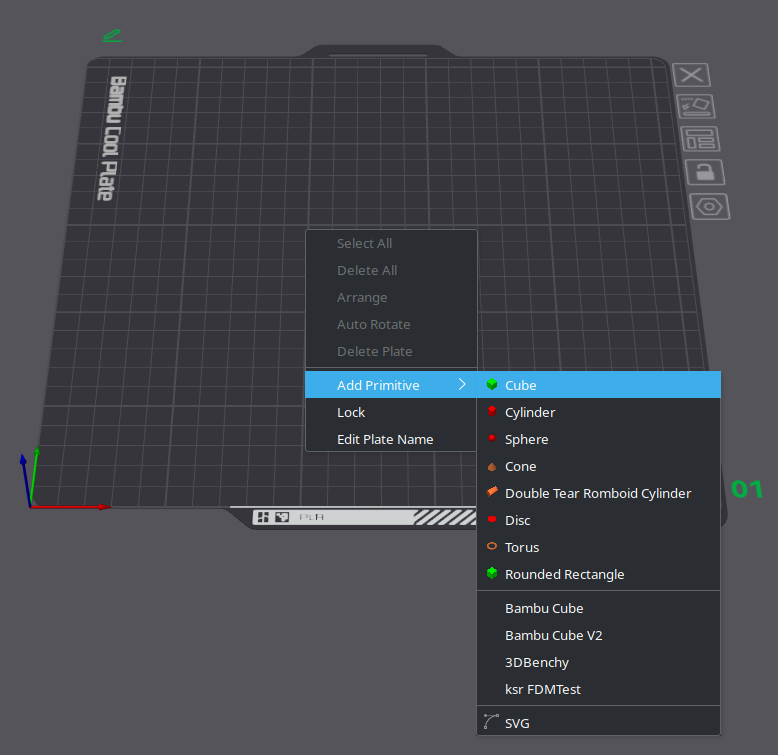 Bambu Cool Plate
Select All
Delete All
Arrange
Auto Rotate
Delete Plate
Add Primitive
Lock
Edit Plate Name
Cube
Cylinder
Sphere
Cone
Double Tear Romboid Cylinder
Disc
Torus
Rounded Rectangle
Bambu Cube
Bambu Cube V2
3DBenchy
ksr FDMTest
SVG
01
PLA